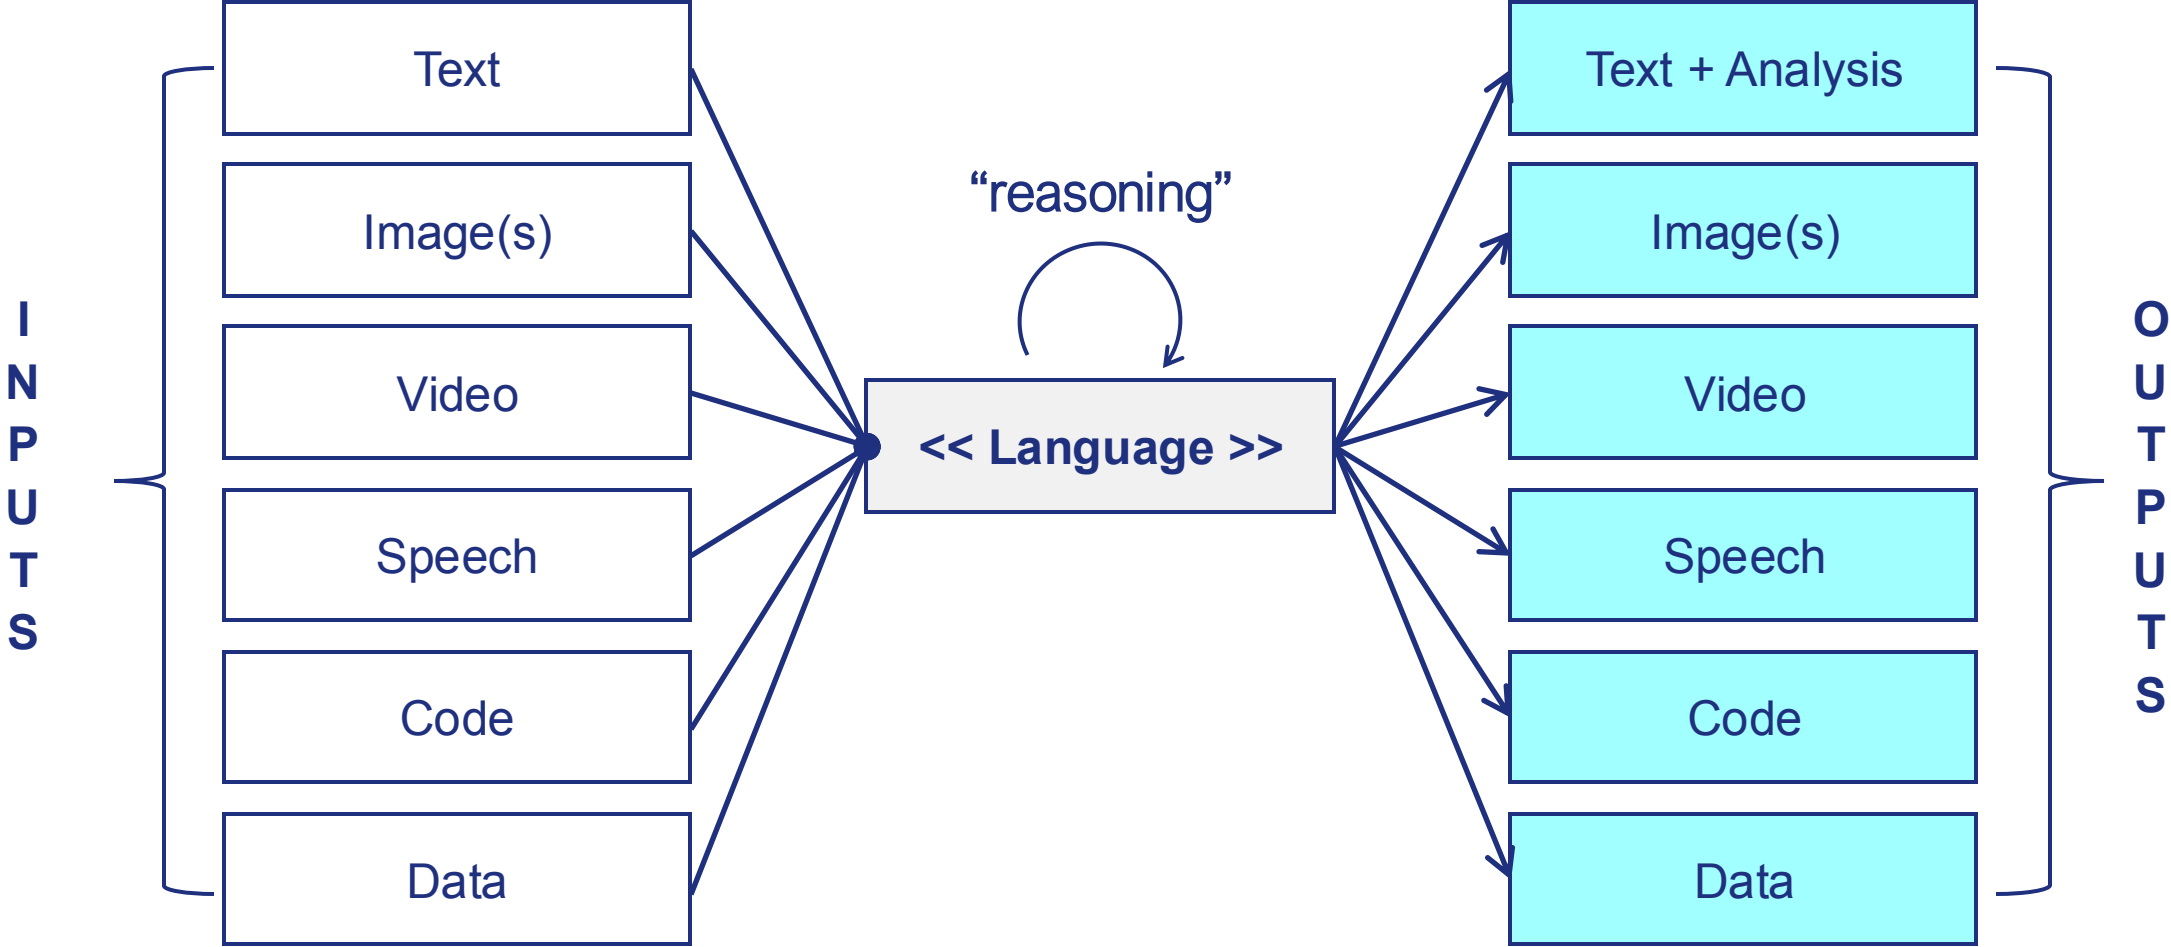 INPUTS
Text
Image(s)
Video
Speech
Code
Data
“reasoning”
<< Language >>
Text + Analysis
Image(s)
Video
Speech
Code
Data
OUTPUTS